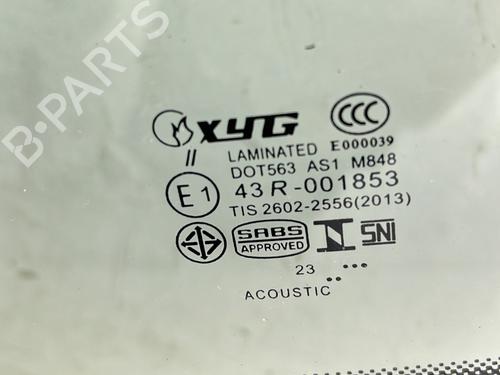 B-PARTS
XYG
CCC
II LAMINATED E000039
DOT563 AS1 M848
E1 43R-001853
TIS 2602-2556(2013)
SABS
APPROVED
SNI
23
ACOUSTIC